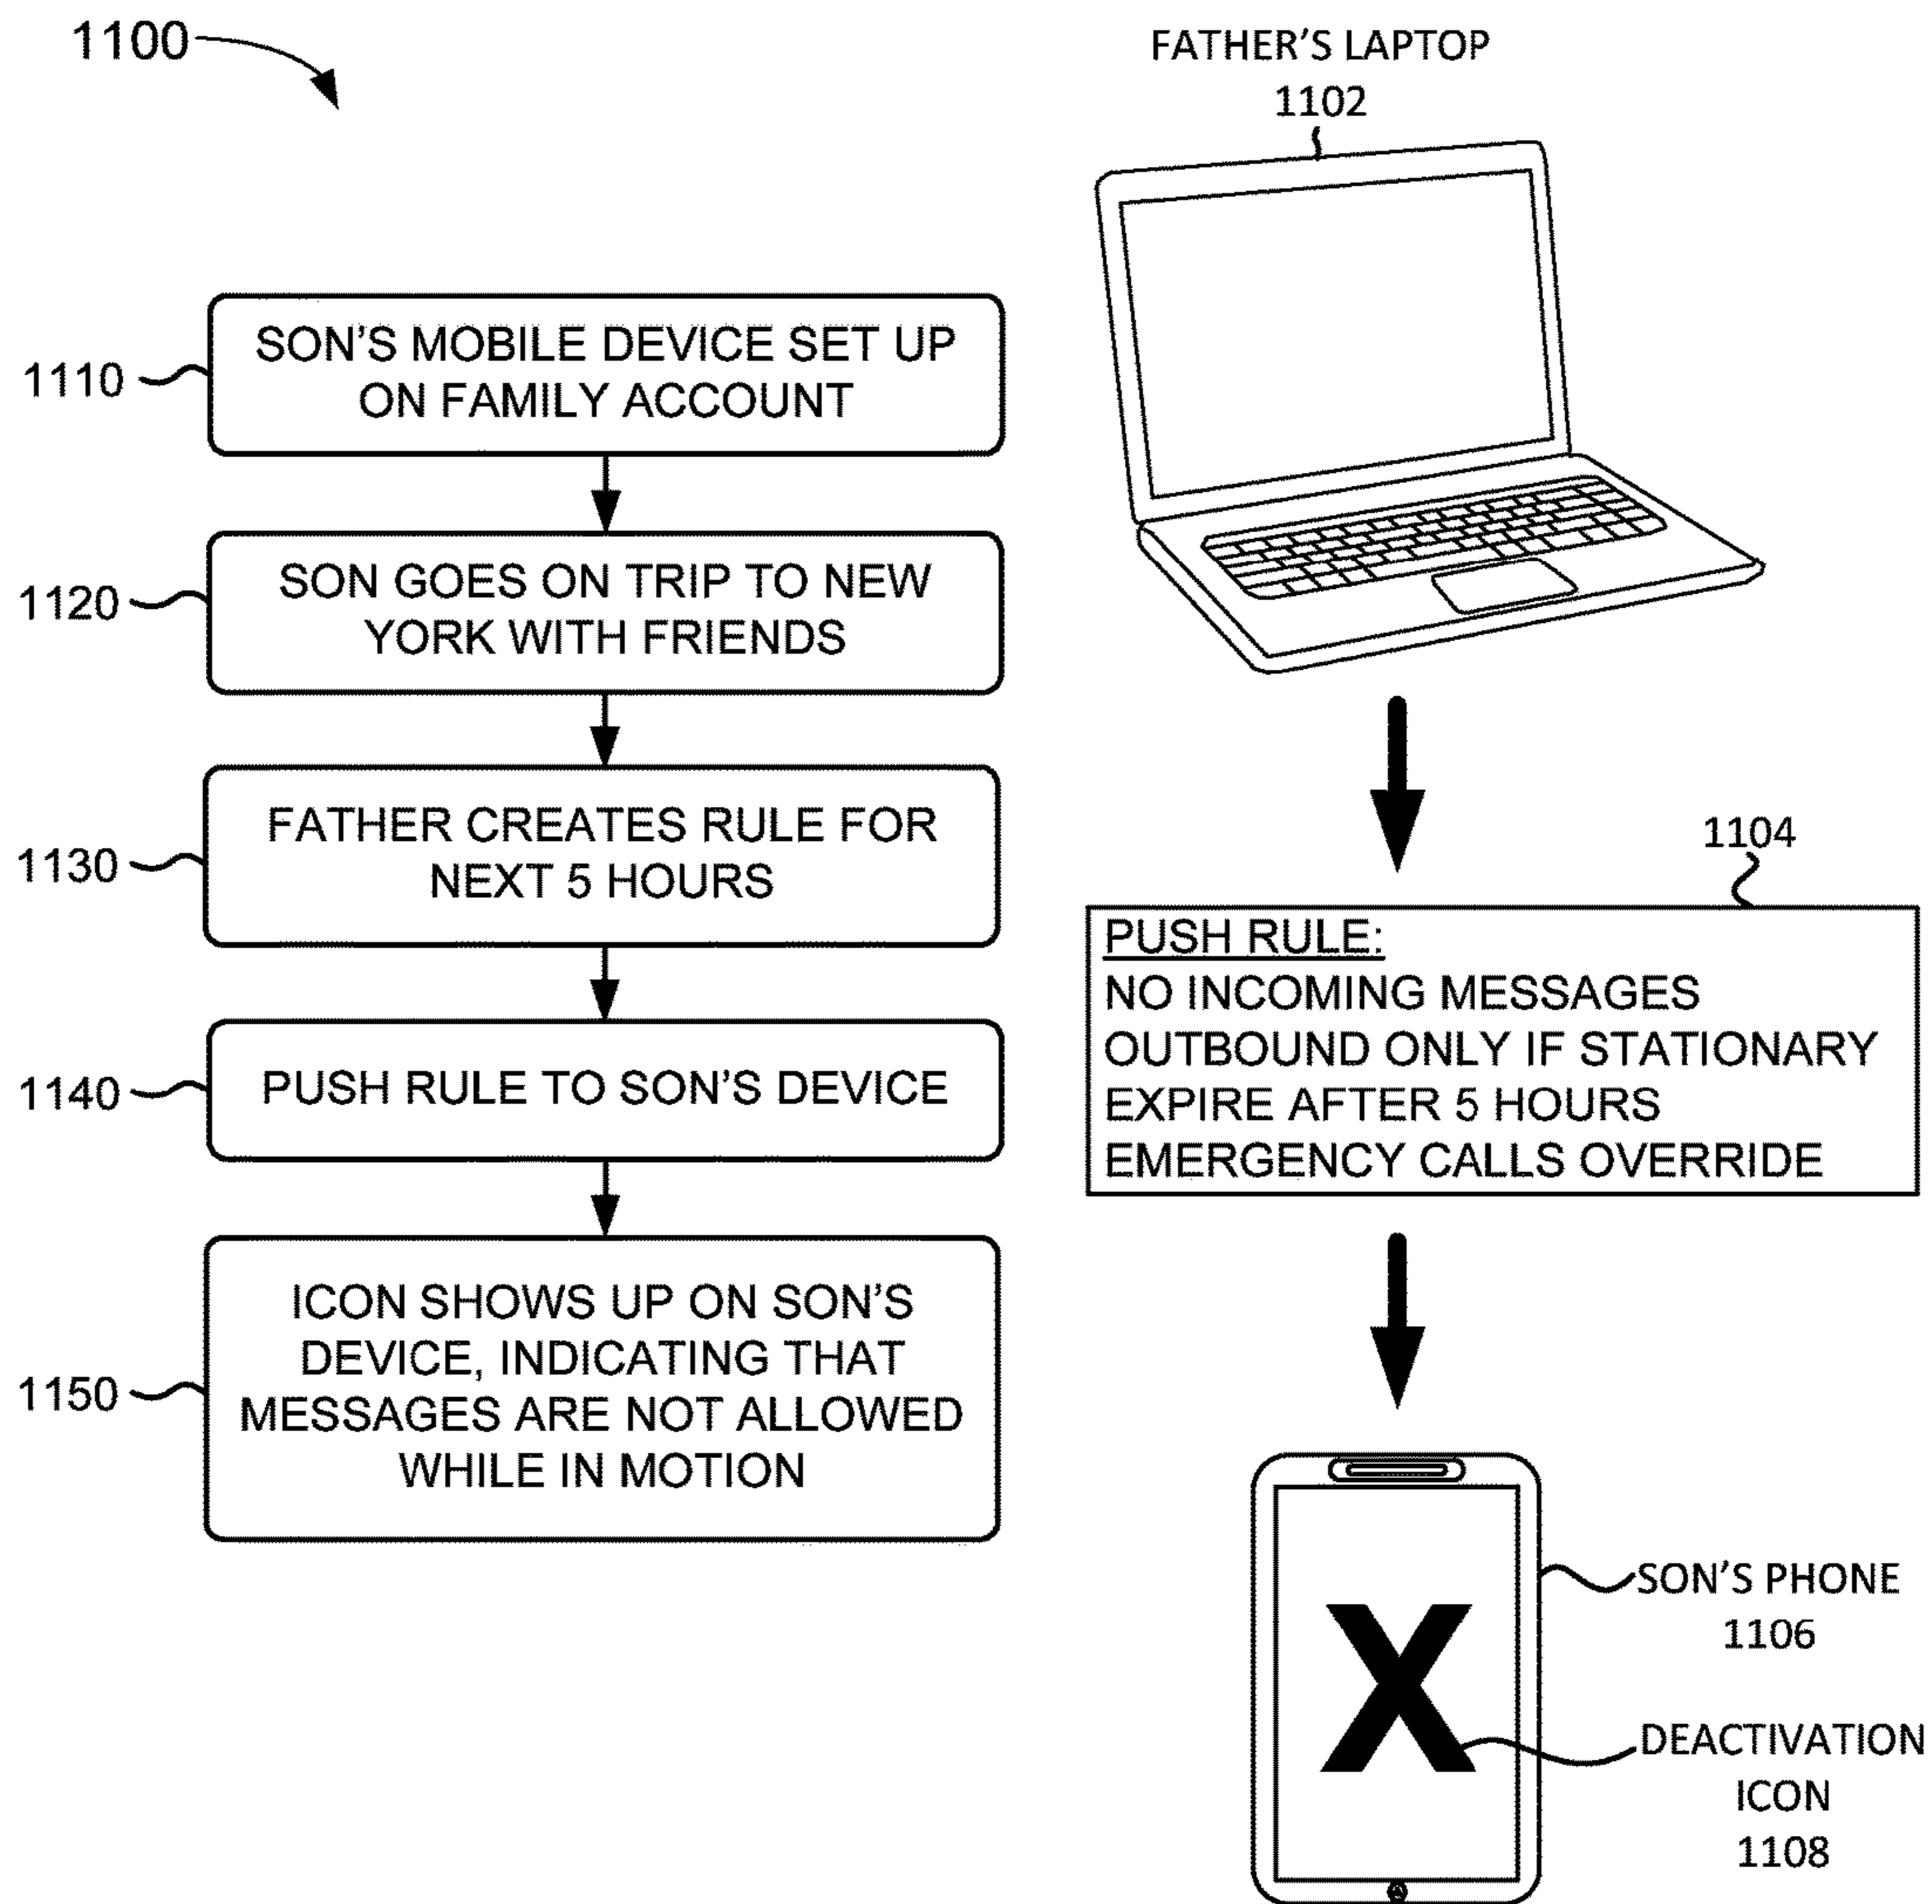 1100
1110
SON'S MOBILE DEVICE SET UP
ON FAMILY ACCOUNT
1120
SON GOES ON TRIP TO NEW
YORK WITH FRIENDS
1130
FATHER CREATES RULE FOR
NEXT 5 HOURS
1140
PUSH RULE TO SON'S DEVICE
1150
ICON SHOWS UP ON SON'S
DEVICE, INDICATING THAT
MESSAGES ARE NOT ALLOWED
WHILE IN MOTION
FATHER'S LAPTOP
1102
1104
PUSH RULE:
NO INCOMING MESSAGES
OUTBOUND ONLY IF STATIONARY
EXPIRE AFTER 5 HOURS
EMERGENCY CALLS OVERRIDE
X
SON'S PHONE
1106
DEACTIVATION
ICON
1108